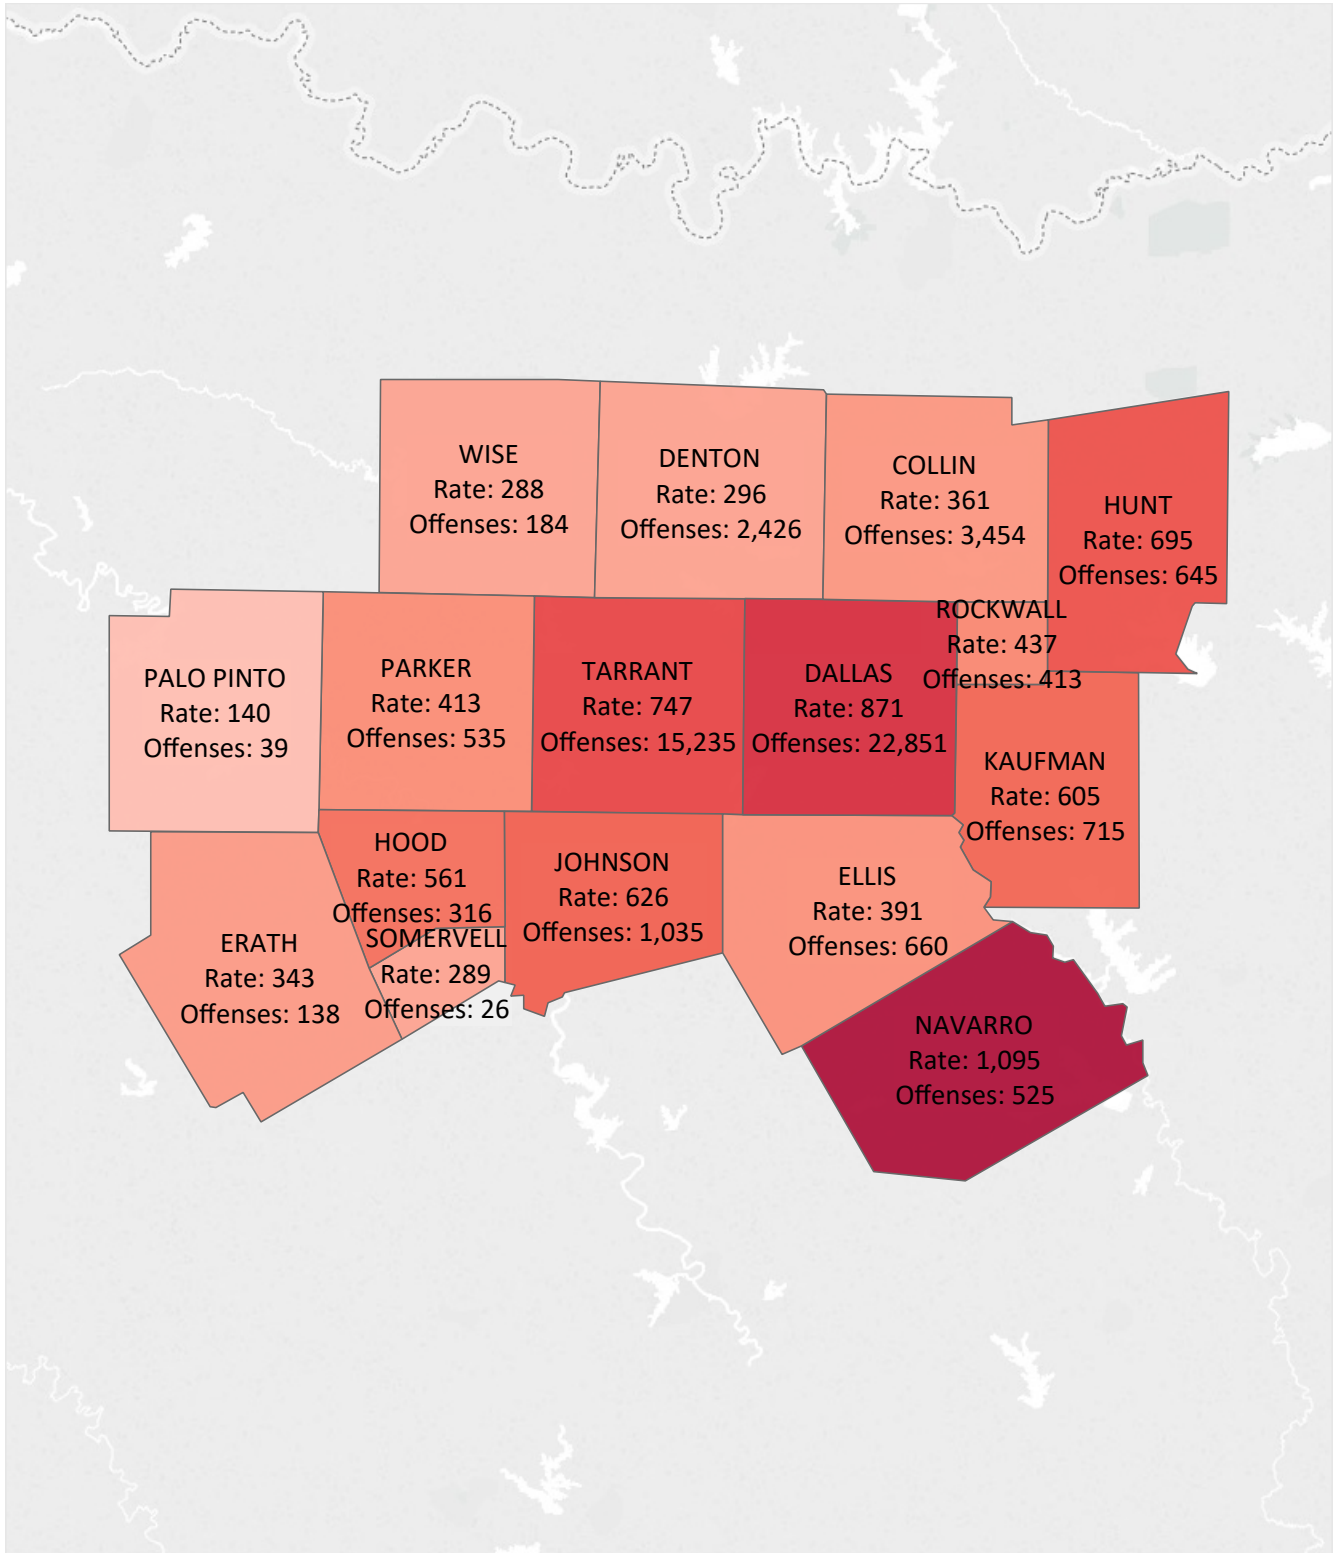 WISE
Rate: 288
Offenses: 184
DENTON
Rate: 296
Offenses: 2,426
COLLIN
Rate: 361
Offenses: 3,454
HUNT
Rate: 695
Offenses: 645
ROCKWALL
Rate: 437
Offenses: 413
PALO PINTO
Rate: 140
Offenses: 39
PARKER
Rate: 413
Offenses: 535
TARRANT
Rate: 747
Offenses: 15,235
DALLAS
Rate: 871
Offenses: 22,851
KAUFMAN
Rate: 605
Offenses: 715
HOOD
Rate: 561
Offenses: 316
JOHNSON
Rate: 626
Offenses: 1,035
ELLIS
Rate: 391
Offenses: 660
ERATH
Rate: 343
Offenses: 138
SOMERVELL
Rate: 289
Offenses: 26
NAVARRO
Rate: 1,095
Offenses: 525